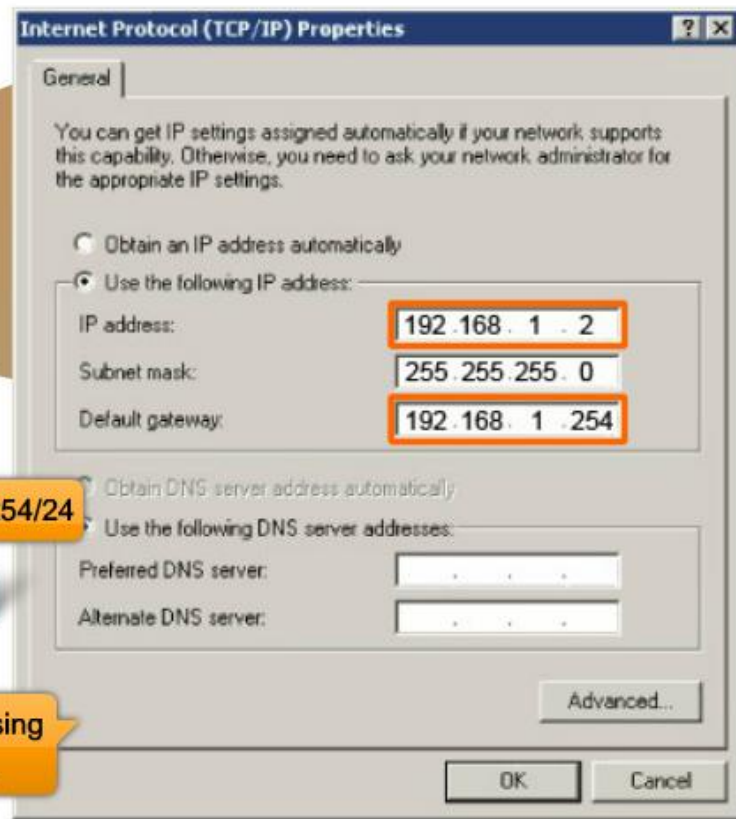 Internet Protocol (TCP/IP) Properties
General
You can get IP settings assigned automatically if your network supports
this capability. Otherwise, you need to ask your network administrator for
the appropriate IP settings.
Obtain an IP address automatically
Use the following IP address:
IP address: 192 . 168 . 1 . 2
Subnet mask: 255 . 255 . 255 . 0
Default gateway: 192 . 168 . 1 . 254
Obtain DNS server address automatically
54/24
Use the following DNS server addresses:
Preferred DNS server: . . .
Alternate DNS server: . . .
Advanced...
sing
OK Cancel